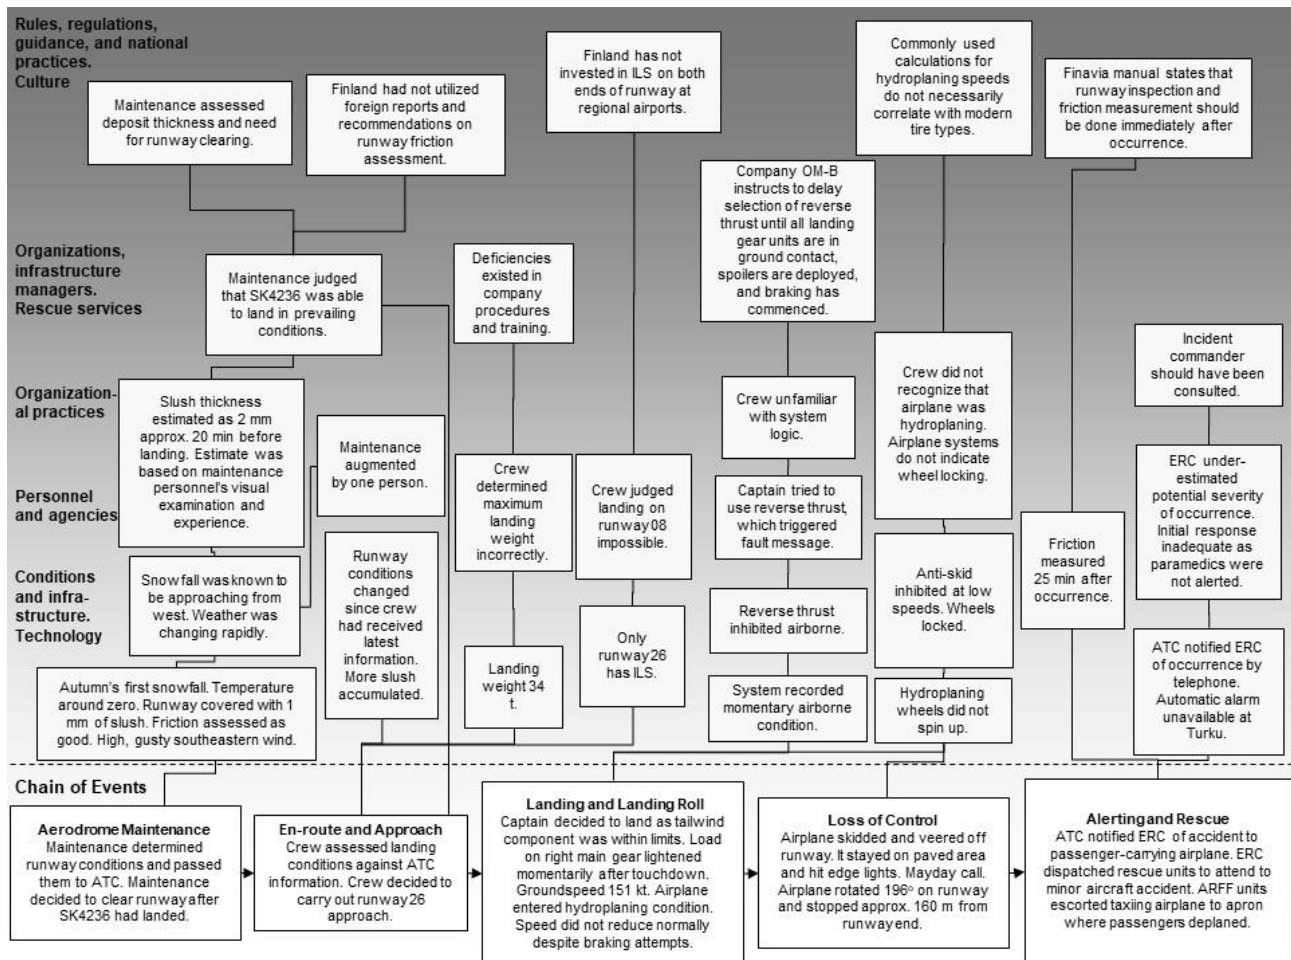 Rules, regulations,
guidance, and national
practices.
Culture
Maintenance assessed
deposit thickness and need
for runway clearing.
Finland had not utilized
foreign reports and
recommendations on
runway friction
assessment.
Finland has not
invested in ILS on both
ends of runway at
regional airports.
Commonly used
calculations for
hydroplaning speeds
do not necessarily
correlate with modern
tire types.
Finavia manual states that
runway inspection and
friction measurement should
be done immediately after
occurrence.
Company OM-B
instructs to delay
selection of reverse
thrust until all landing
gear units are in
ground contact,
spoilers are deployed,
and braking has
commenced.
Organizations,
infrastructure
managers.
Rescue services
Maintenance judged
that SK4236 was able
to land in prevailing
conditions.
Deficiencies
existed in
company
procedures
and training.
Incident
commander
should have been
consulted.
Organization-
al practices
Slush thickness
estimated as 2 mm
approx. 20 min before
landing. Estimate was
based on maintenance
personnel's visual
examination and
experience.
Maintenance
augmented
by one person.
Crew unfamiliar
with system
logic.
Crew did not
recognize that
airplane was
hydroplaning.
Airplane systems
do not indicate
wheel locking.
Personnel
and agencies
Crew
determined
maximum
landing
weight
incorrectly.
Crew judged
landing on
runway 08
impossible.
Captain tried to
use reverse thrust,
which triggered
fault message.
ERC under-
estimated
potential severity
of occurrence.
Initial response
inadequate as
paramedics
were not alerted.
Friction
measured
25 min after
occurrence.
Conditions
and infra-
structure.
Technology
Snowfall was known to
be approaching from
west. Weather was
changing rapidly.
Runway
conditions
changed
since crew
had received
latest
information.
More slush
accumulated.
Anti-skid
inhibited at low
speeds. Wheels
locked.
Reverse thrust
inhibited airborne.
Only
runway 26
has ILS.
Landing
weight 34
t.
ATC notified ERC
of occurrence by
telephone.
Automatic alarm
unavailable at
Turku.
Autumn's first snowfall. Temperature
around zero. Runway covered with 1
mm of slush. Friction assessed as
good. High, gusty southeastern wind.
System recorded
momentary airborne
condition.
Hydroplaning
wheels did not
spin up.
Chain of Events
Aerodrome Maintenance
Maintenance determined
runway conditions and passed
them to ATC. Maintenance
decided to clear runway after
SK4236 had landed.
En-route and Approach
Crew assessed landing
conditions against ATC
information. Crew decided to
carry out runway 26
approach.
Landing and Landing Roll
Captain decided to land as tailwind
component was within limits. Load
on right main gear lightened
momentarily after touchdown.
Groundspeed 151 kt. Airplane
entered hydroplaning condition.
Speed did not reduce normally
despite braking attempts.
Loss of Control
Airplane skidded and veered off
runway. It stayed on paved area
and hit edge lights. Mayday call.
Airplane rotated 196° on runway
and stopped approx. 160 m from
runway end.
Alerting and Rescue
ATC notified ERC of accident to
passenger-carrying airplane. ERC
dispatched rescue units to attend to
minor aircraft accident. ARFF units
escorted taxiing airplane to apron
where passengers deplaned.